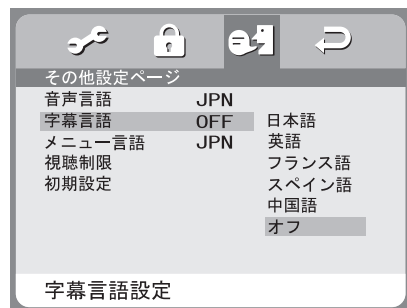 その他設定ページ
音声言語 JPN
字幕言語 OFF 日本語
メニュー言語 JPN 英語
視聴制限 フランス語
初期設定 スペイン語
中国語
オフ
字幕言語設定